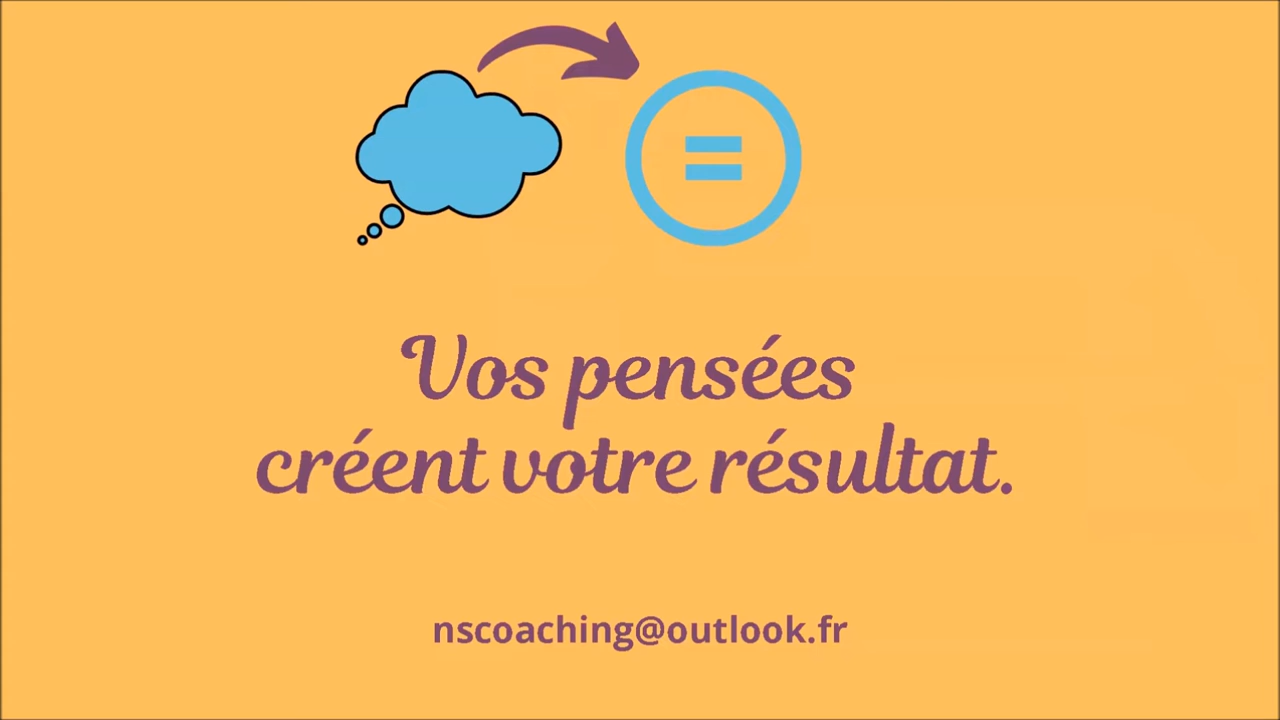 =
Vos pensées
créent votre résultat.
nscoaching@outlook.fr